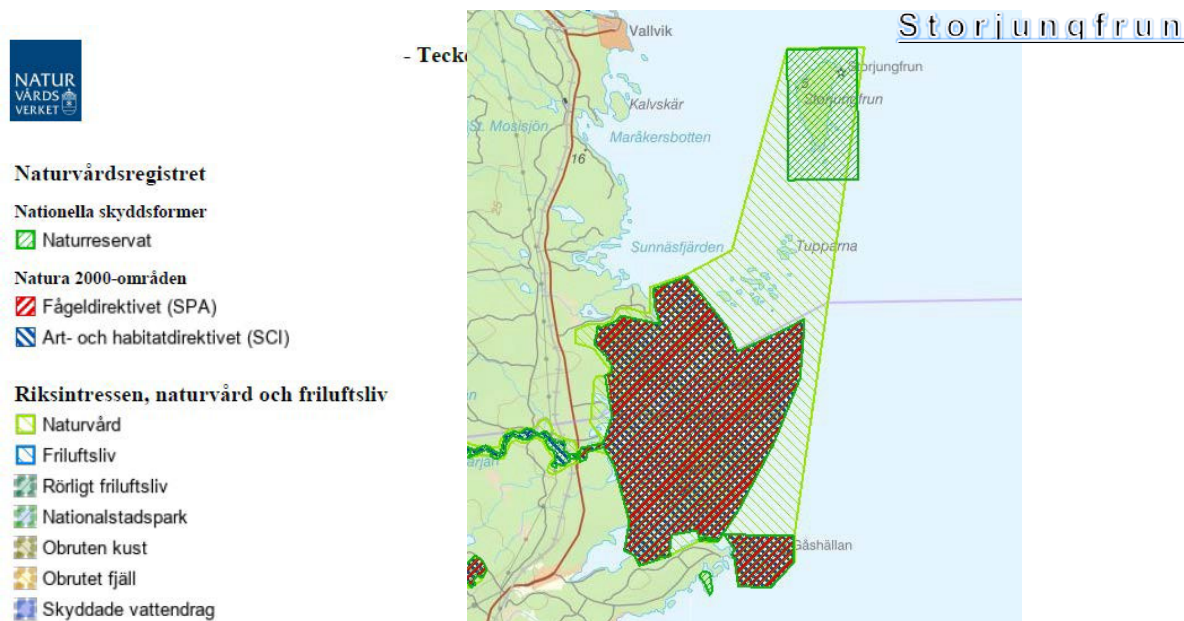 Storjungfrun
- Tecke
NATUR
VÅRDS
VERKET
Naturvårdsregistret
Nationella skyddsformer
Naturreservat
Natura 2000-områden
Fågeldirektivet (SPA)
Art- och habitatdirektivet (SCI)
Riksintressen, naturvård och friluftsliv
Naturvård
Friluftsliv
Rörligt friluftsliv
Nationalstadspark
Obruten kust
Obrutet fjäll
Skyddade vattendrag
Vallvik
Storjungfrun
Kalvskär
5
Storjungfrun
St. Mosisjön
Maråkersbotten
16
Sunnäsfjärden
Tupparna
Gåshällan